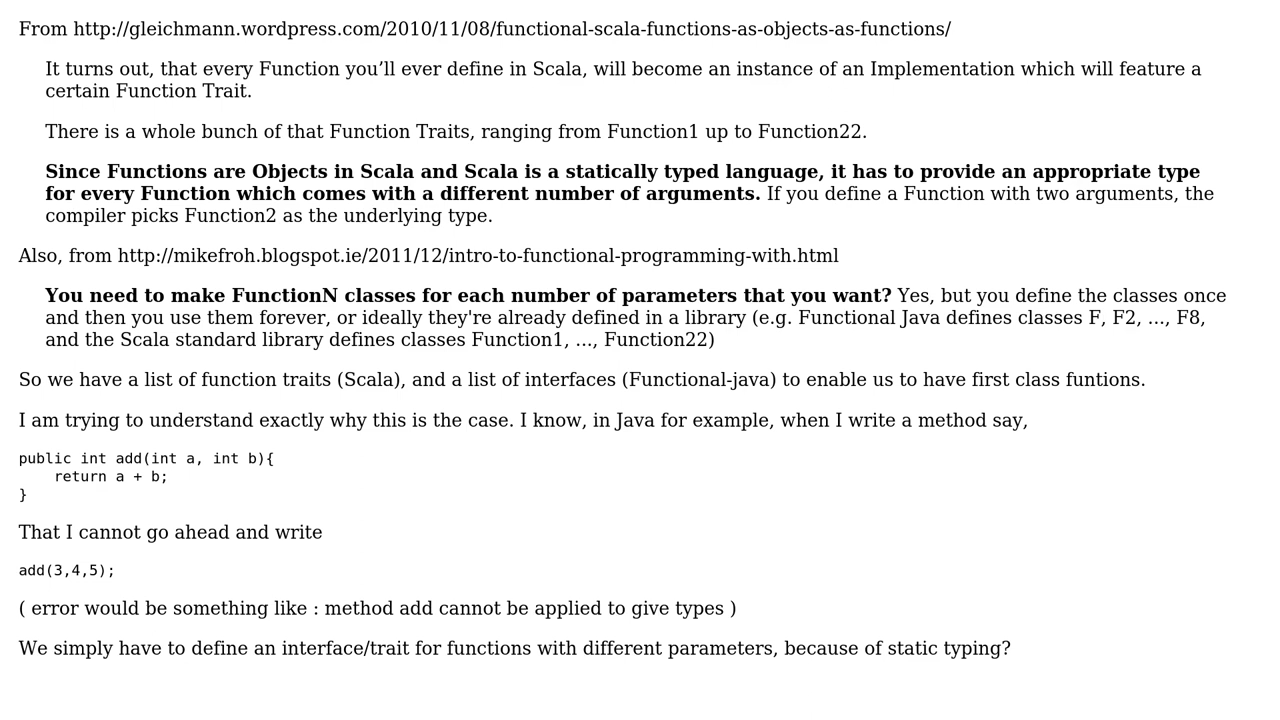 From http://gleichmann.wordpress.com/2010/11/08/functional-scala-functions-as-objects-as-functions/
It turns out, that every Function you’ll ever define in Scala, will become an instance of an Implementation which will feature a
certain Function Trait.
There is a whole bunch of that Function Traits, ranging from Function1 up to Function22.
Since Functions are Objects in Scala and Scala is a statically typed language, it has to provide an appropriate type
for every Function which comes with a different number of arguments. If you define a Function with two arguments, the
compiler picks Function2 as the underlying type.
Also, from http://mikefroh.blogspot.ie/2011/12/intro-to-functional-programming-with.html
You need to make FunctionN classes for each number of parameters that you want? Yes, but you define the classes once
and then you use them forever, or ideally they're already defined in a library (e.g. Functional Java defines classes F, F2, ..., F8,
and the Scala standard library defines classes Function1, ..., Function22)
So we have a list of function traits (Scala), and a list of interfaces (Functional-java) to enable us to have first class funtions.
I am trying to understand exactly why this is the case. I know, in Java for example, when I write a method say,
public int add(int a, int b){
    return a + b;
}
That I cannot go ahead and write
add(3,4,5);
( error would be something like : method add cannot be applied to give types )
We simply have to define an interface/trait for functions with different parameters, because of static typing?